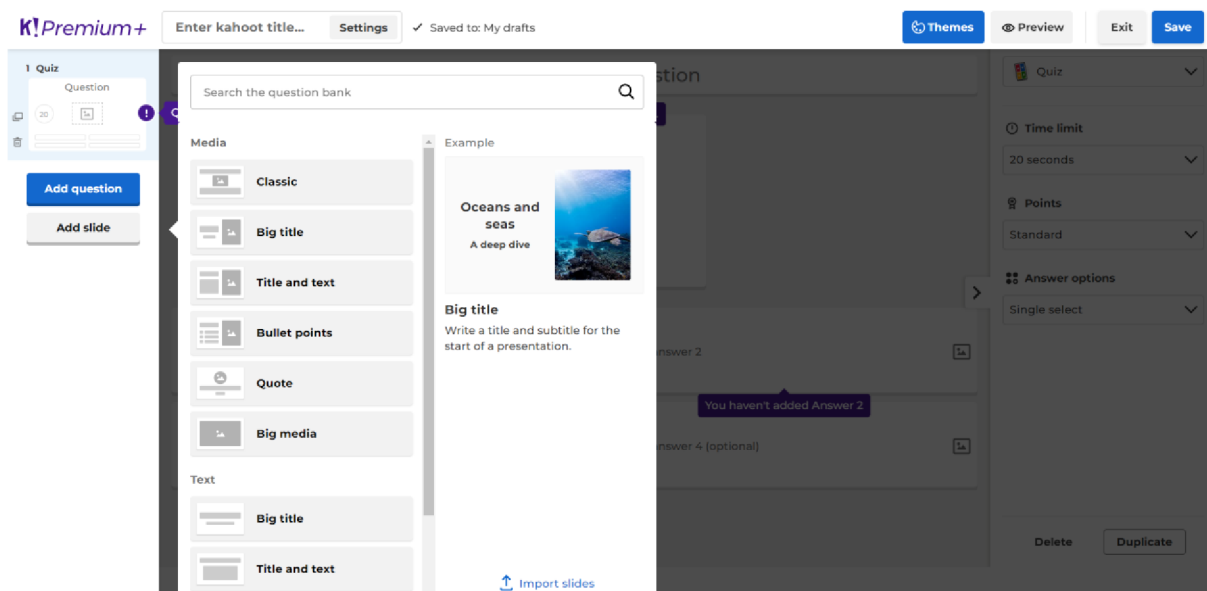 K! Premium+
Enter kahoot title...
Settings
Saved to: My drafts
Themes
Preview
Exit
Save
1 Quiz
Question
20
Add question
Add slide
Search the question bank
Media
Classic
Big title
Title and text
Bullet points
Quote
Big media
Text
Big title
Title and text
Example
Oceans and
seas
A deep dive
Big title
Write a title and subtitle for the
start of a presentation.
Import slides
Quiz
Time limit
20 seconds
Points
Standard
Answer options
Single select
You haven't added Answer 2
4 (optional)
Delete
Duplicate